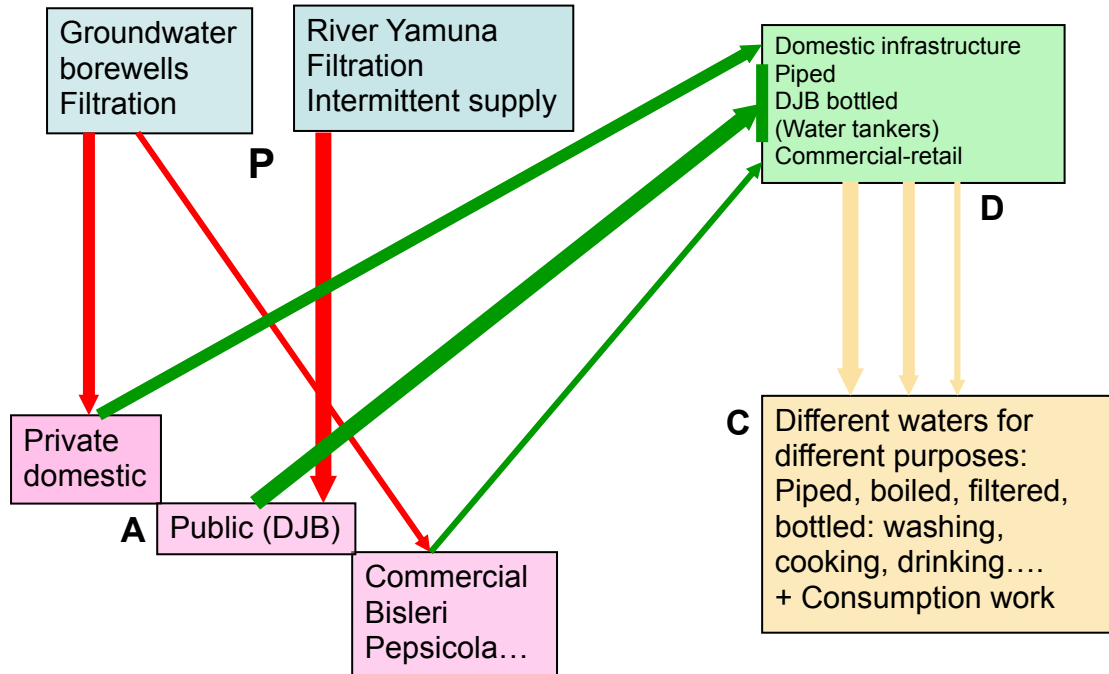 Groundwater
borewells
Filtration
River Yamuna
Filtration
Intermittent supply
P
Domestic infrastructure
Piped
DJB bottled
(Water tankers)
Commercial-retail
D
Private
domestic
A
Public (DJB)
Commercial
Bisleri
Pepsicola…
C
Different waters for
different purposes:
Piped, boiled, filtered,
bottled: washing,
cooking, drinking….
+ Consumption work